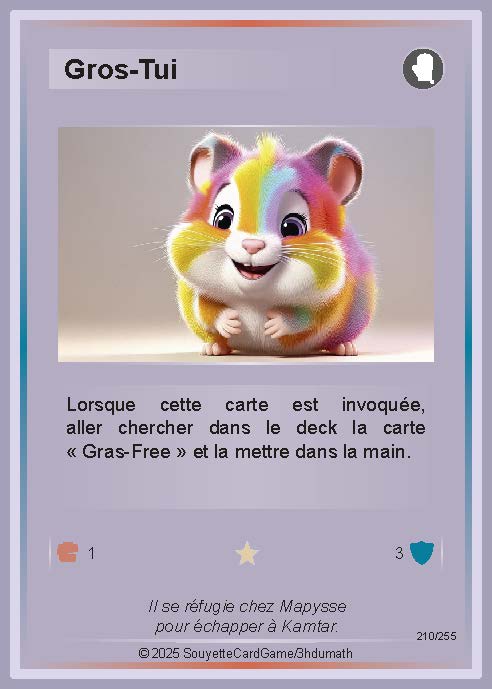 Gros-Tui
Lorsque cette carte est invoquée,
aller chercher dans le deck la carte
« Gras-Free » et la mettre dans la main.
1
3
Il se réfugie chez Mapysse
pour échapper à Kamtar.
210/255
© 2025 SouyetteCardGame/3hdumath